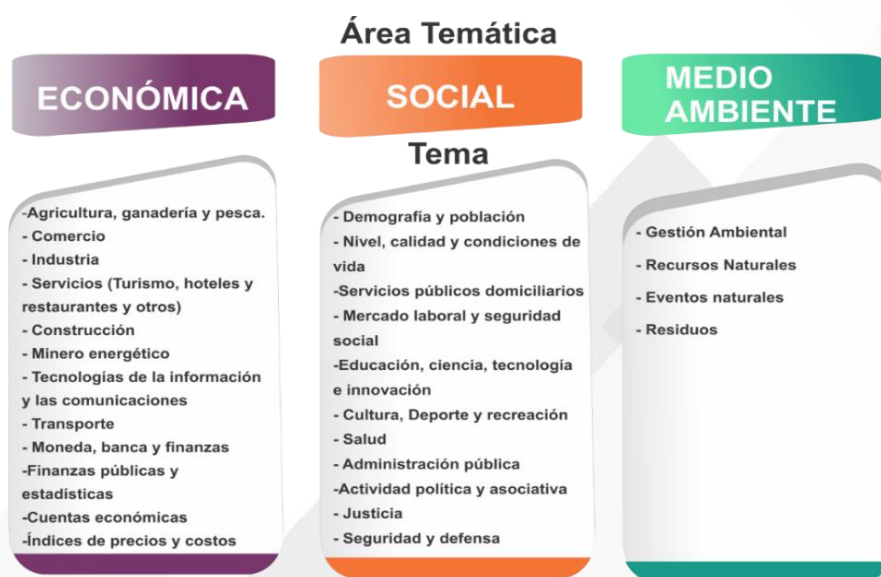 Área Temática
ECONÓMICA
SOCIAL
MEDIO
AMBIENTE
Tema
-Agricultura, ganadería y pesca.
- Comercio
- Industria
- Servicios (Turismo, hoteles y
restaurantes y otros)
- Construcción
- Minero energético
- Tecnologías de la información
y las comunicaciones
- Transporte
- Moneda, banca y finanzas
-Finanzas públicas y
estadísticas
-Cuentas económicas
-Índices de precios y costos
- Demografía y población
- Nivel, calidad y condiciones de
vida
-Servicios públicos domiciliarios
- Mercado laboral y seguridad
social
-Educación, ciencia, tecnología
e innovación
- Cultura, Deporte y recreación
- Salud
- Administración pública
-Actividad política y asociativa
- Justicia
- Seguridad y defensa
- Gestión Ambiental
- Recursos Naturales
- Eventos naturales
- Residuos